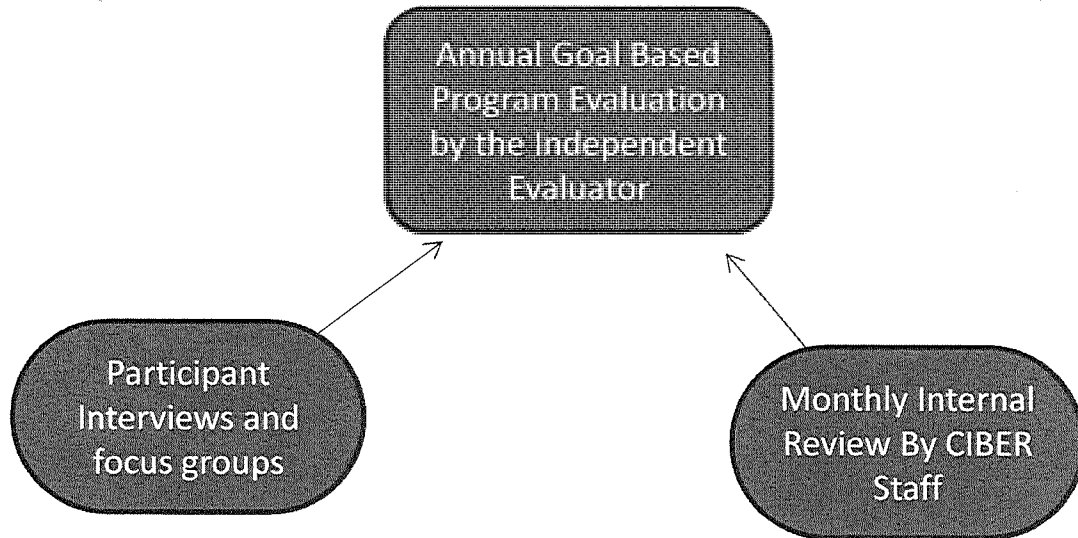 Annual Goal Based
Program Evaluation
by the Independent
Evaluator
Participant
Interviews and
focus groups
Monthly Internal
Review By CIBER
Staff